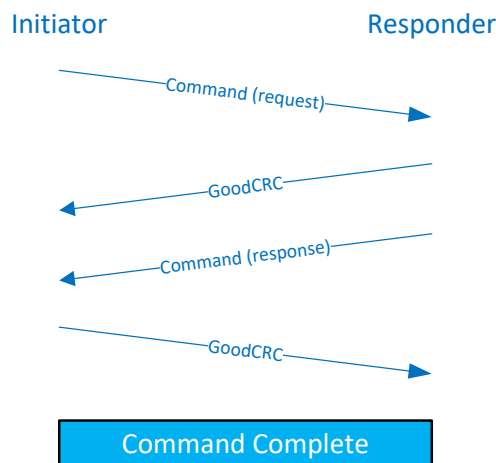 Initiator
Responder
Command (request)
GoodCRC
Command (response)
GoodCRC
Command Complete